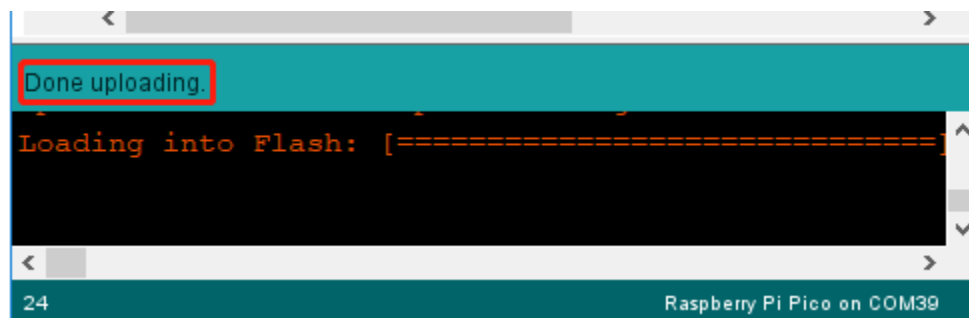 Done uploading.
Loading into Flash: [==============================]
24
Raspberry Pi Pico on COM39